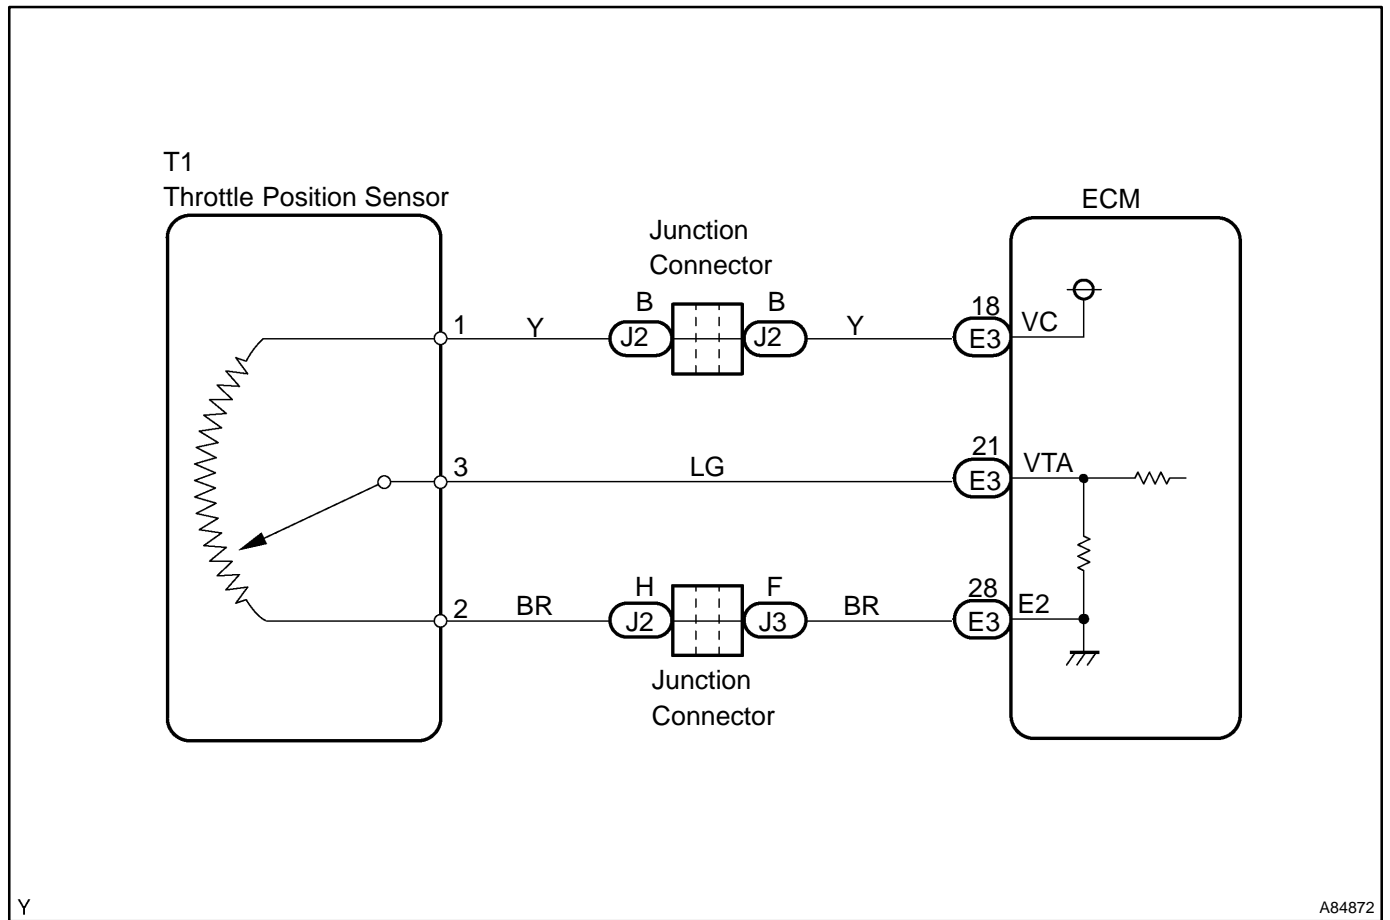 T1
Throttle Position Sensor
ECM
Junction
Connector
B
B
18
1
Y
J2
J2
Y
E3
VC
21
3
LG
E3
VTA
H
F
28
2
BR
J2
J3
BR
E3
E2
Junction
Connector
Y
A84872